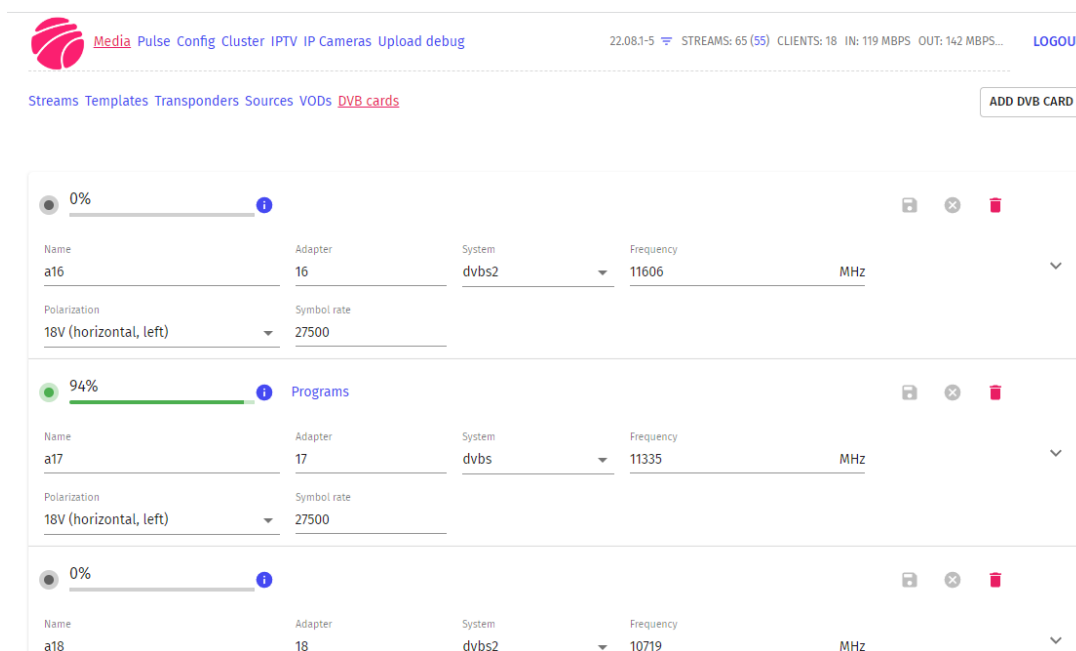 Media Pulse Config Cluster IPTV IP Cameras Upload debug 22.08.1-5 STREAMS: 65 (55) CLIENTS: 18 IN: 119 MBPS OUT: 142 MBPS... LOGOU
Streams Templates Transponders Sources VODs DVB cards ADD DVB CARD
0%
Name Adapter System Frequency
a16 16 dvbs2 11606 MHz
Polarization Symbol rate
18V (horizontal, left) 27500
94% Programs
Name Adapter System Frequency
a17 17 dvbs 11335 MHz
Polarization Symbol rate
18V (horizontal, left) 27500
0%
Name Adapter System Frequency
a18 18 dvbs2 10719 MHz